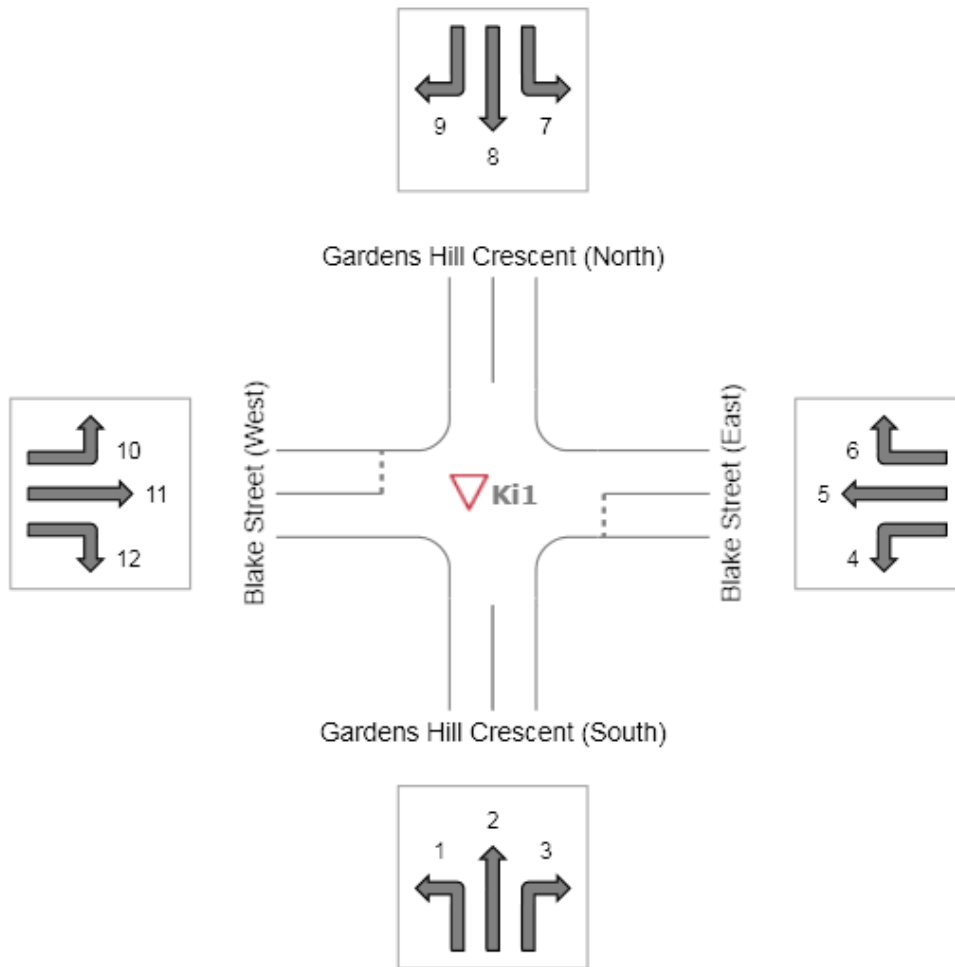 9
7
8
Gardens Hill Crescent (North)
Blake Street (West)
Blake Street (East)
10
11
12
Ki1
6
5
4
Gardens Hill Crescent (South)
2
1
3